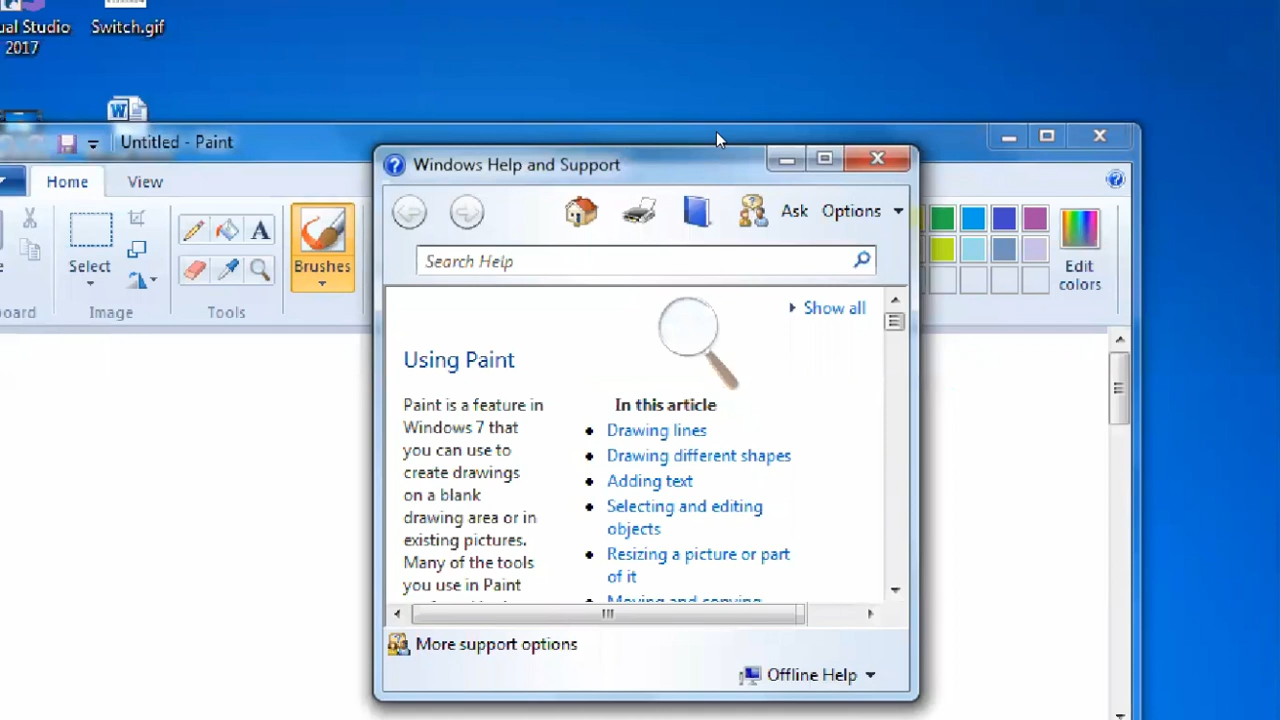 ual Studio
2017
Switch.gif
Untitled - Paint
Home
View
Select
Image
Tools
Brushes
Edit
colors
oard
Windows Help and Support
Ask
Options
Search Help
Show all
Using Paint
Paint is a feature in
Windows 7 that
you can use to
create drawings
on a blank
drawing area or in
existing pictures.
Many of the tools
you use in Paint
In this article
Drawing lines
Drawing different shapes
Adding text
Selecting and editing
objects
Resizing a picture or part
of it
Moving and copying
More support options
Offline Help